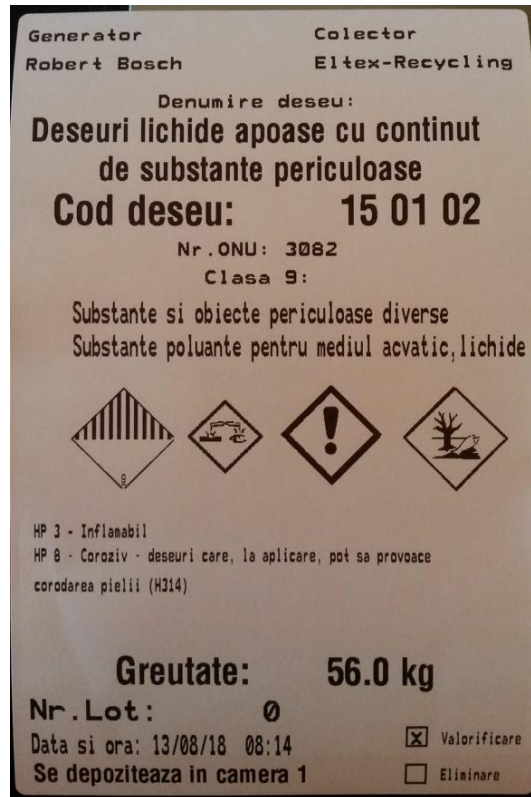 Generator Colector
Robert Bosch Eltex-Recycling
Denumire deseu:
Deseuri lichide apoase cu continut
de substante periculoase
Cod deseu: 15 01 02
Nr.ONU: 3082
Clasa 9:
Substante si obiecte periculoase diverse
Substante poluante pentru mediul acvatic,lichide
HP 3 - Inflamabil
HP 8 - Coroziv - deseuri care, la aplicare, pot sa provoace
corodarea pielii (H314)
Greutate: 56.0 kg
Nr.Lot: 0
Data si ora: 13/08/18 08:14
X Valorificare
Se depoziteaza in camera 1
Eliminare